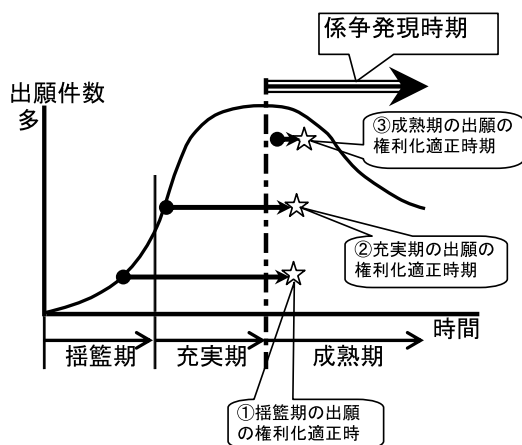 係争発現時期
出願件数
多
③成熟期の出願の
権利化適正時期
②充実期の出願の
権利化適正時期
時間
揺籃期
充実期
成熟期
①揺籃期の出願
の権利化適正時